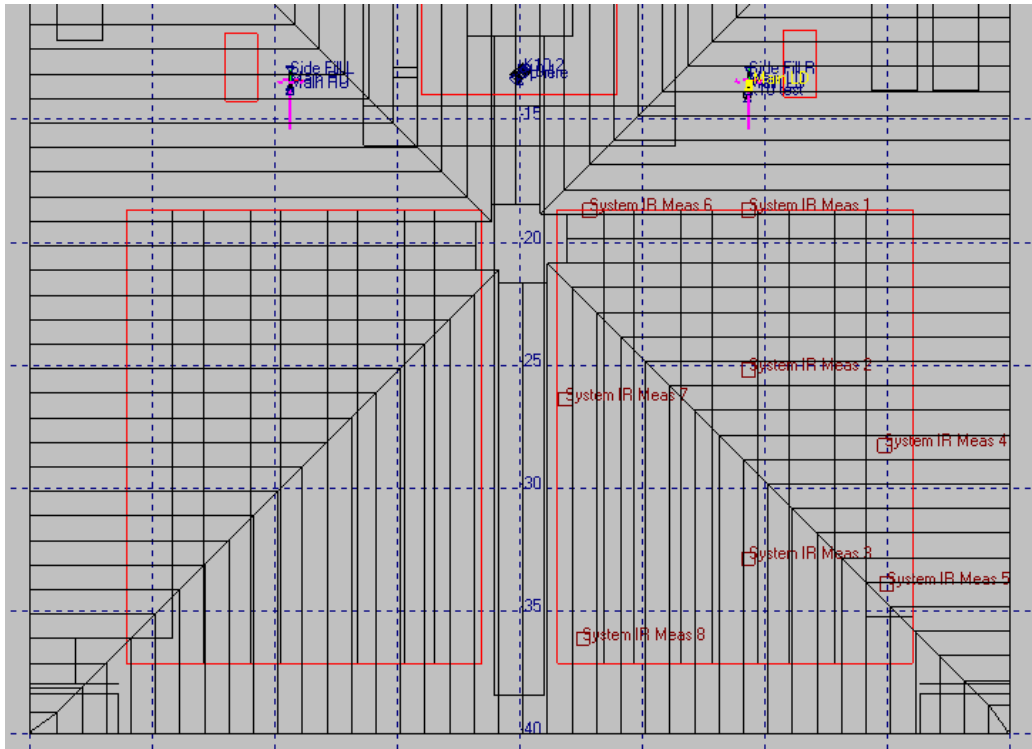 Side Fill L
K10 2
Side Fill R
Main
Main
-15
System IR Meas 6
System IR Meas 1
-20
-25
System IR Meas 2
System IR Meas 7
System IR Meas 4
-30
System IR Meas 3
System IR Meas 5
-35
System IR Meas 8
-40